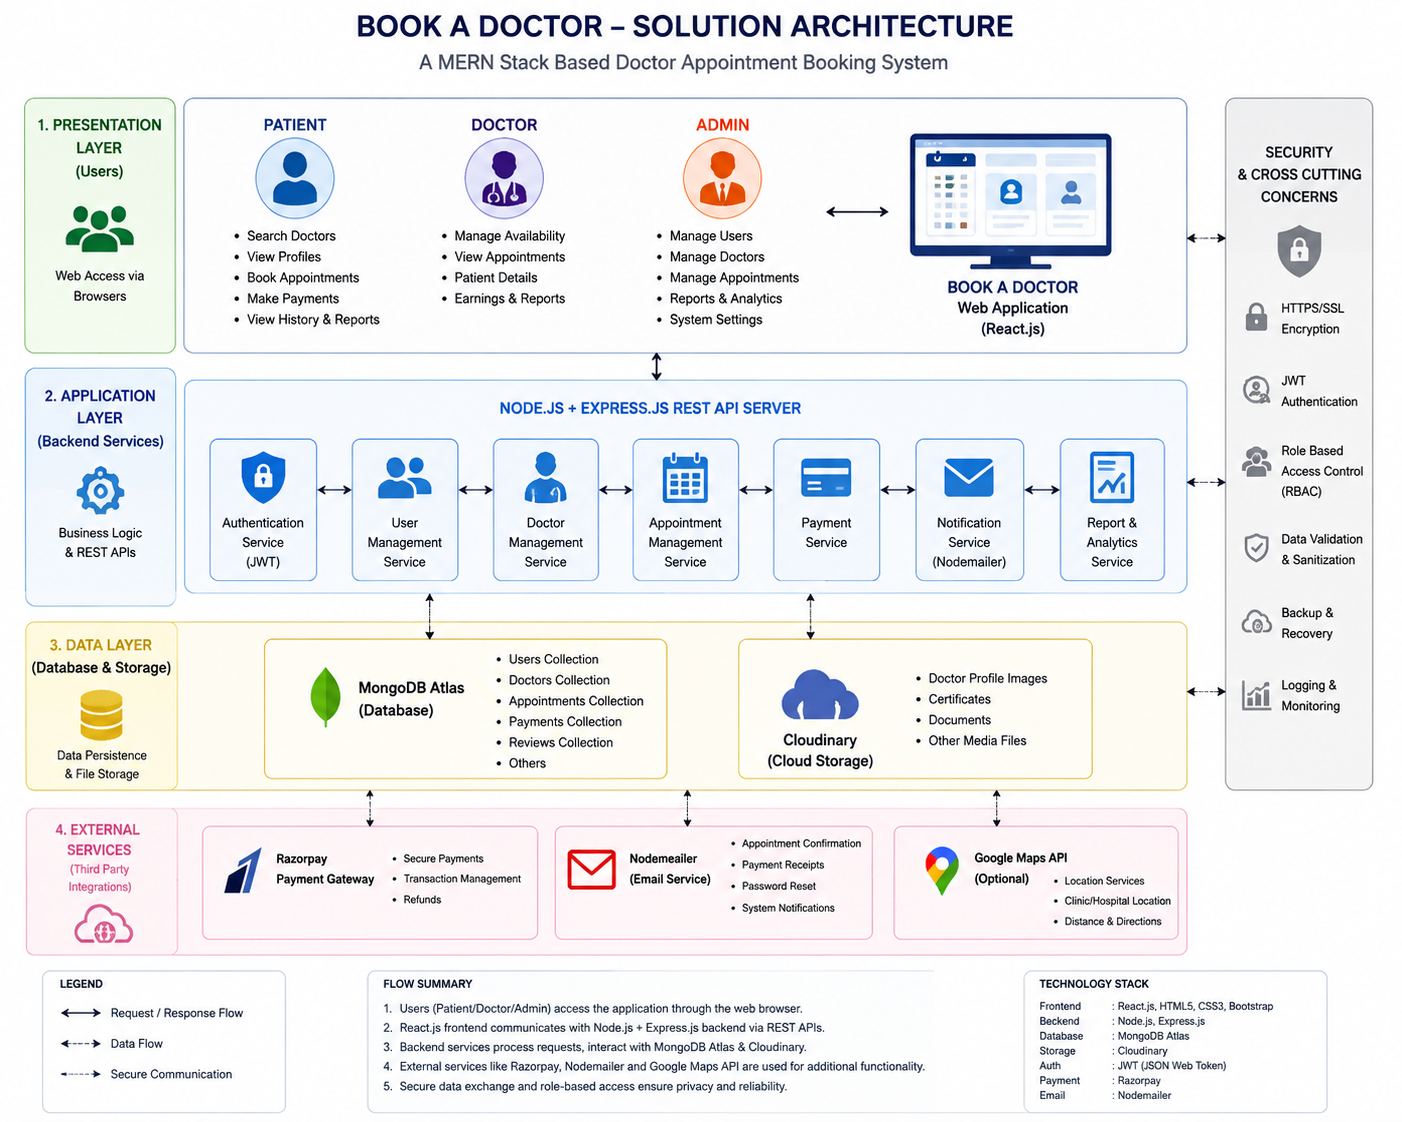 BOOK A DOCTOR – SOLUTION ARCHITECTURE
A MERN Stack Based Doctor Appointment Booking System
1. PRESENTATION
LAYER
(Users)
Web Access via
Browsers
PATIENT
• Search Doctors
• View Profiles
• Book Appointments
• Make Payments
• View History & Reports
DOCTOR
• Manage Availability
• View Appointments
• Patient Details
• Earnings & Reports
ADMIN
• Manage Users
• Manage Doctors
• Manage Appointments
• Reports & Analytics
• System Settings
BOOK A DOCTOR
Web Application
(React.js)
SECURITY
& CROSS CUTTING
CONCERNS
HTTPS/SSL
Encryption
JWT
Authentication
Role Based
Access Control
(RBAC)
Data Validation
& Sanitization
Backup &
Recovery
Logging &
Monitoring
2. APPLICATION
LAYER
(Backend Services)
Business Logic
& REST APIs
NODE.JS + EXPRESS.JS REST API SERVER
Authentication
Service
(JWT)
User
Management
Service
Doctor
Management
Service
Appointment
Management
Service
Payment
Service
Notification
Service
(Nodemailer)
Report &
Analytics
Service
3. DATA LAYER
(Database & Storage)
Data Persistence
& File Storage
MongoDB Atlas
(Database)
• Users Collection
• Doctors Collection
• Appointments Collection
• Payments Collection
• Reviews Collection
• Others
Cloudinary
(Cloud Storage)
• Doctor Profile Images
• Certificates
• Documents
• Other Media Files
4. EXTERNAL
SERVICES
(Third Party
Integrations)
Razorpay
Payment Gateway
• Secure Payments
• Transaction Management
• Refunds
Nodemeailer
(Email Service)
• Appointment Confirmation
• Payment Receipts
• Password Reset
• System Notifications
Google Maps API
(Optional)
• Location Services
• Clinic/Hospital Location
• Distance & Directions
LEGEND
Request / Response Flow
Data Flow
Secure Communication
FLOW SUMMARY
1. Users (Patient/Doctor/Admin) access the application through the web browser.
2. React.js frontend communicates with Node.js + Express.js backend via REST APIs.
3. Backend services process requests, interact with MongoDB Atlas & Cloudinary.
4. External services like Razorpay, Nodemailer and Google Maps API are used for additional functionality.
5. Secure data exchange and role-based access ensure privacy and reliability.
TECHNOLOGY STACK
Frontend : React.js, HTML5, CSS3, Bootstrap
Beckend : Node.js, Express.js
Database : MongoDB Atlas
Storage : Cloudinary
Auth : JWT (JSON Web Token)
Payment : Razorpay
Email : Nodemailer